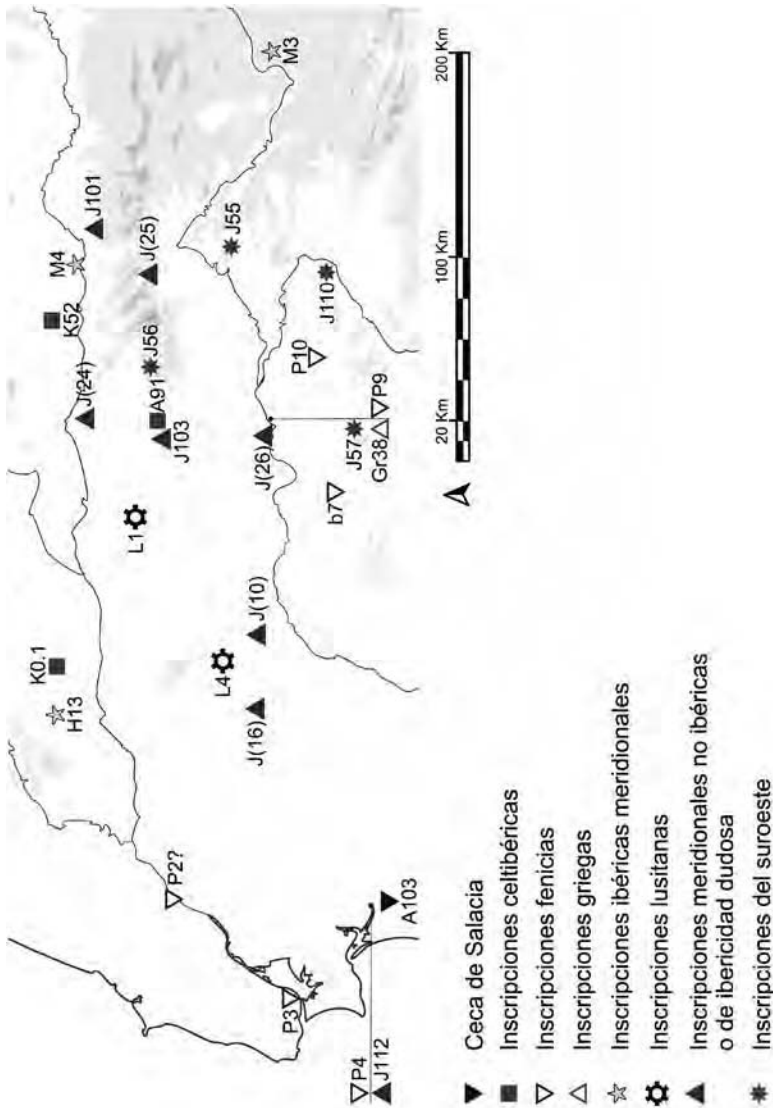 M3
M4
J101
K52
J(25)
J55
J56
J110
J(24)
A91
J103
P10
J(26)
P9
J57
Gr38
b7
L1
K0.1
H13
L4
J(10)
J(16)
P2?
P3
A103
P4
J112
20 Km
100 Km
200 Km
Ceca de Salacia
Inscripciones celtibéricas
Inscripciones fenicias
Inscripciones griegas
Inscripciones ibéricas meridionales
Inscripciones lusitanas
Inscripciones meridionales no ibéricas
o de ibericidad dudosa
Inscripciones del suroeste